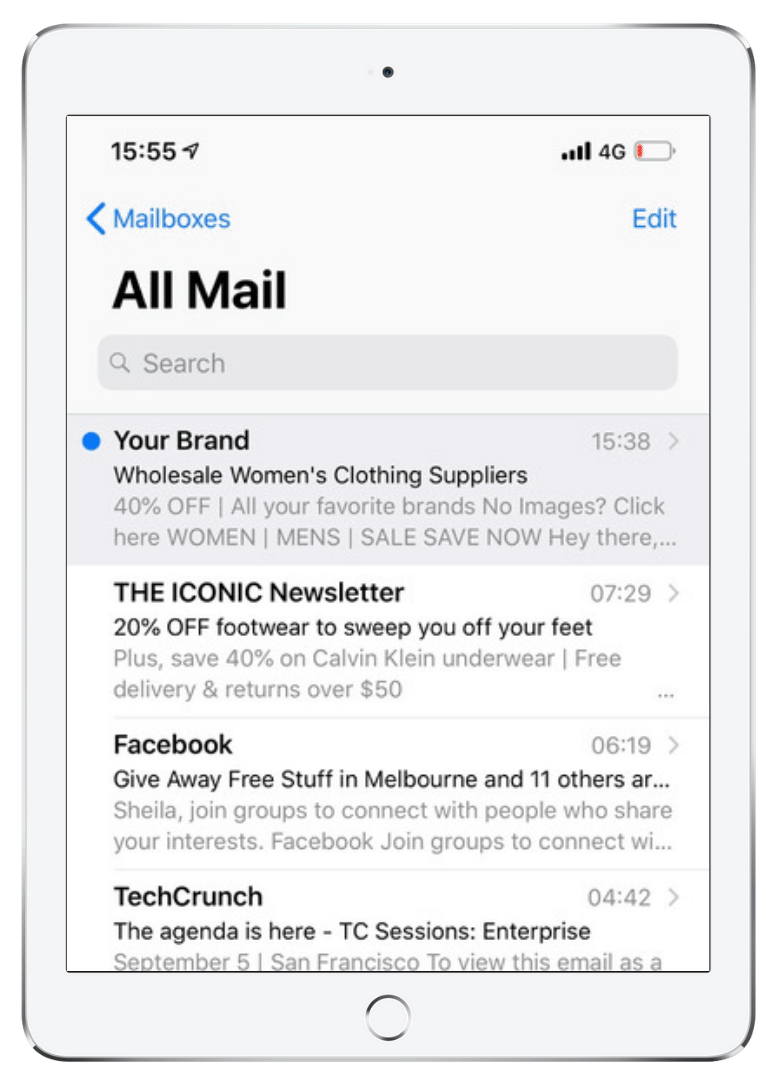 15:55
4G
Mailboxes
Edit
All Mail
Search
Your Brand 15:38
Wholesale Women's Clothing Suppliers
40% OFF | All your favorite brands No Images? Click
here WOMEN | MENS | SALE SAVE NOW Hey there,...
THE ICONIC Newsletter 07:29
20% OFF footwear to sweep you off your feet
Plus, save 40% on Calvin Klein underwear | Free
delivery & returns over $50 ...
Facebook 06:19
Give Away Free Stuff in Melbourne and 11 others ar...
Sheila, join groups to connect with people who share
your interests. Facebook Join groups to connect wi...
TechCrunch 04:42
The agenda is here - TC Sessions: Enterprise
September 5 | San Francisco To view this email as a